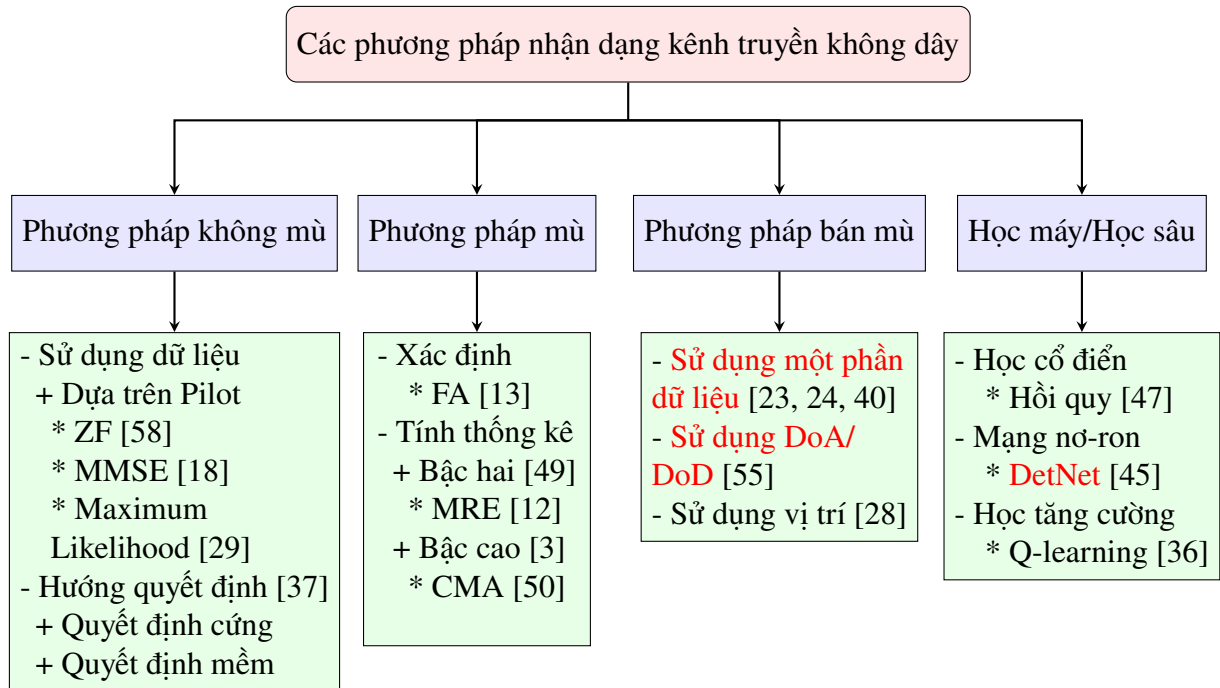 Các phương pháp nhận dạng kênh truyền không dây
Phương pháp không mù
Phương pháp mù
Phương pháp bán mù
Học máy/Học sâu
- Sử dụng dữ liệu
+ Dựa trên Pilot
* ZF [58]
* MMSE [18]
* Maximum
Likelihood [29]
- Hướng quyết định [37]
+ Quyết định cứng
+ Quyết định mềm
- Xác định
* FA [13]
- Tính thống kê
+ Bậc hai [49]
* MRE [12]
+ Bậc cao [3]
* CMA [50]
- Sử dụng một phần
dữ liệu [23, 24, 40]
- Sử dụng DoA/
DoD [55]
- Sử dụng vị trí [28]
- Học cổ điển
* Hồi quy [47]
- Mạng nơ-ron
* DetNet [45]
- Học tăng cường
* Q-learning [36]